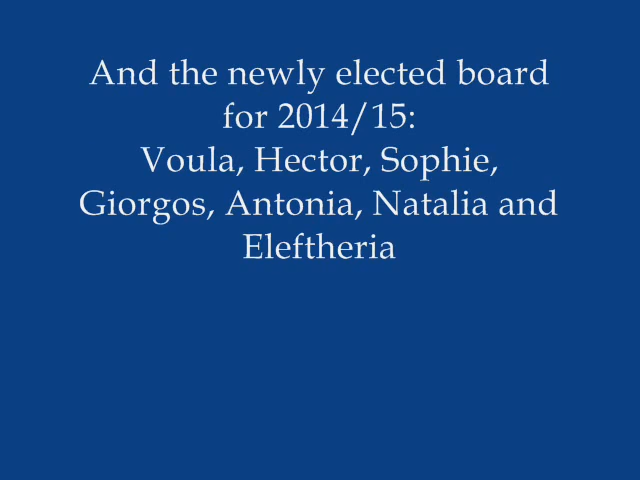 And the newly elected board
for 2014/15:
Voula, Hector, Sophie,
Giorgos, Antonia, Natalia and
Eleftheria